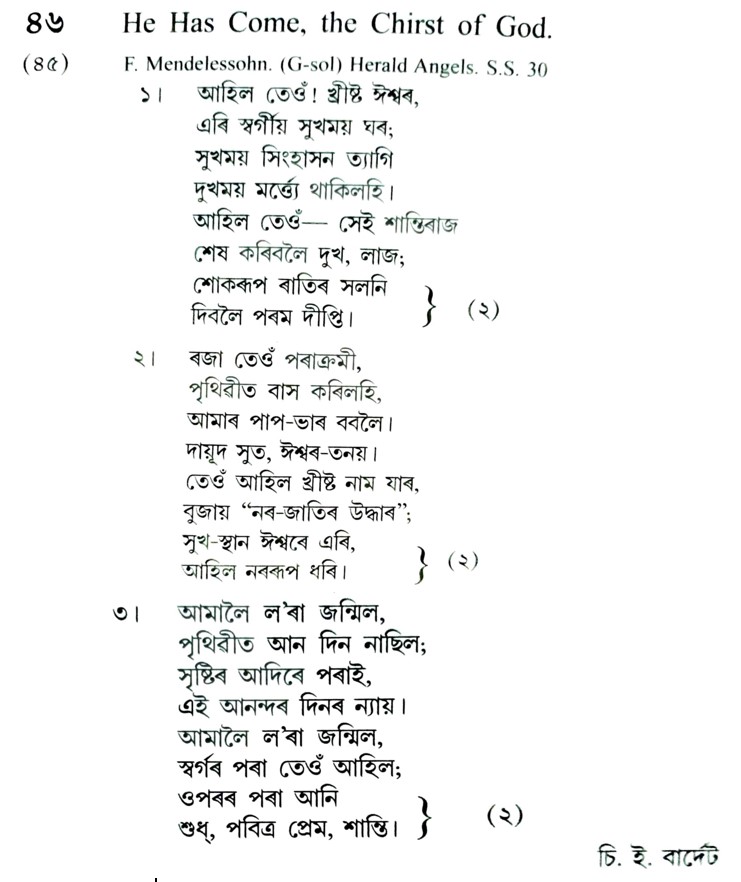 ৪৬ He Has Come, the Chirst of God.
(৪৫) F. Mendelessohn. (G-sol) Herald Angels. S.S. 30
১। আহিল তেওঁ! খ্ৰীষ্ট ঈশ্বৰ,
এৰি স্বৰ্গীয় সুখময় ঘৰ;
সুখময় সিংহাসন ত্যাগি
দুখময় মৰ্ত্ত্যে থাকিলহি।
আহিল তেওঁ— সেই শান্তিৰাজ
শেষ কৰিবলৈ দুখ, লাজ;
শোকৰূপ ৰাতিৰ সলনি
দিবলৈ পৰম দীপ্তি। } (২)
২। ৰজা তেওঁ পৰাক্ৰমী,
পৃথিৱীত বাস কৰিলহি,
আমাৰ পাপ-ভাৰ ববলৈ।
দায়ূদ সুত, ঈশ্বৰ-তনয়।
তেওঁ আহিল খ্ৰীষ্ট নাম যাৰ,
বুজায় “নৰ-জাতিৰ উদ্ধাৰ”;
সুখ-স্থান ঈশ্বৰে এৰি,
আহিল নৰৰূপ ধৰি। } (২)
৩। আমালৈ ল'ৰা জন্মিল,
পৃথিৱীত আন দিন নাছিল;
সৃষ্টিৰ আদিৰে পৰাই,
এই আনন্দৰ দিনৰ ন্যায়।
আমালৈ ল'ৰা জন্মিল,
স্বৰ্গৰ পৰা তেওঁ আহিল;
ওপৰৰ পৰা আনি
শুধ্, পবিত্ৰ প্ৰেম, শান্তি। } (২)
চি. ই. বাৰ্দেট